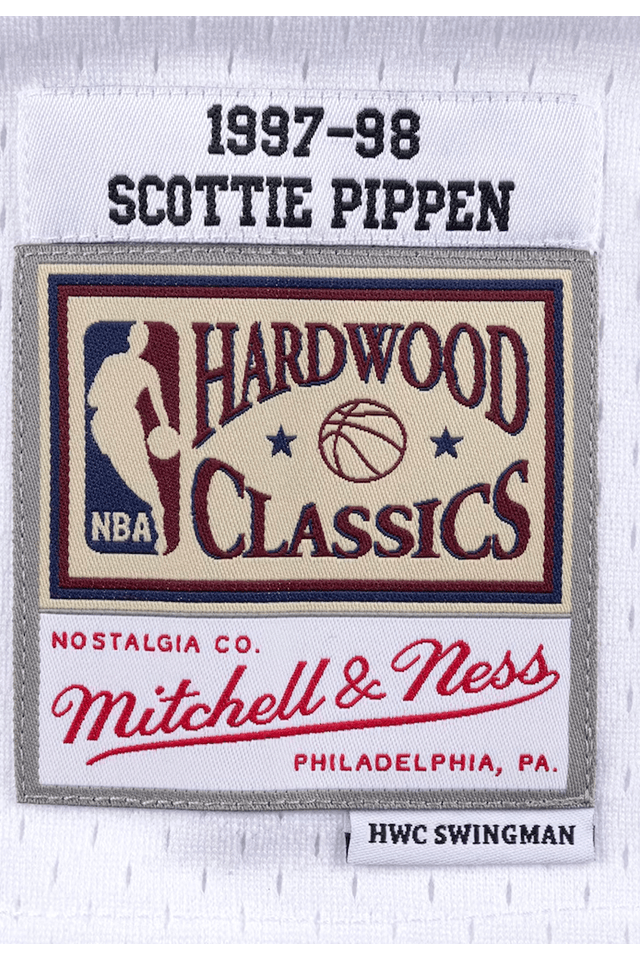 1997-98
SCOTTIE PIPPEN
HARDWOOD
CLASSICS
NBA
NOSTALGIA CO.
Mitchell & Ness
PHILADELPHIA, PA.
HWC SWINGMAN